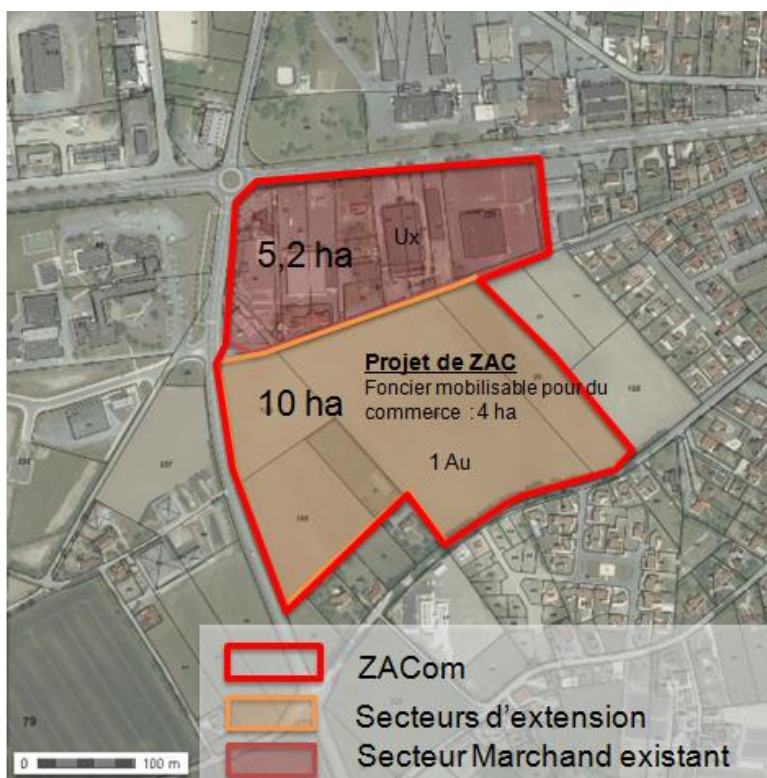 Ux
5,2 ha
Projet de ZAC
Foncier mobilisable pour du
commerce : 4 ha
10 ha
1 Au
79
ZACom
Secteurs d'extension
Secteur Marchand existant
0 100 m